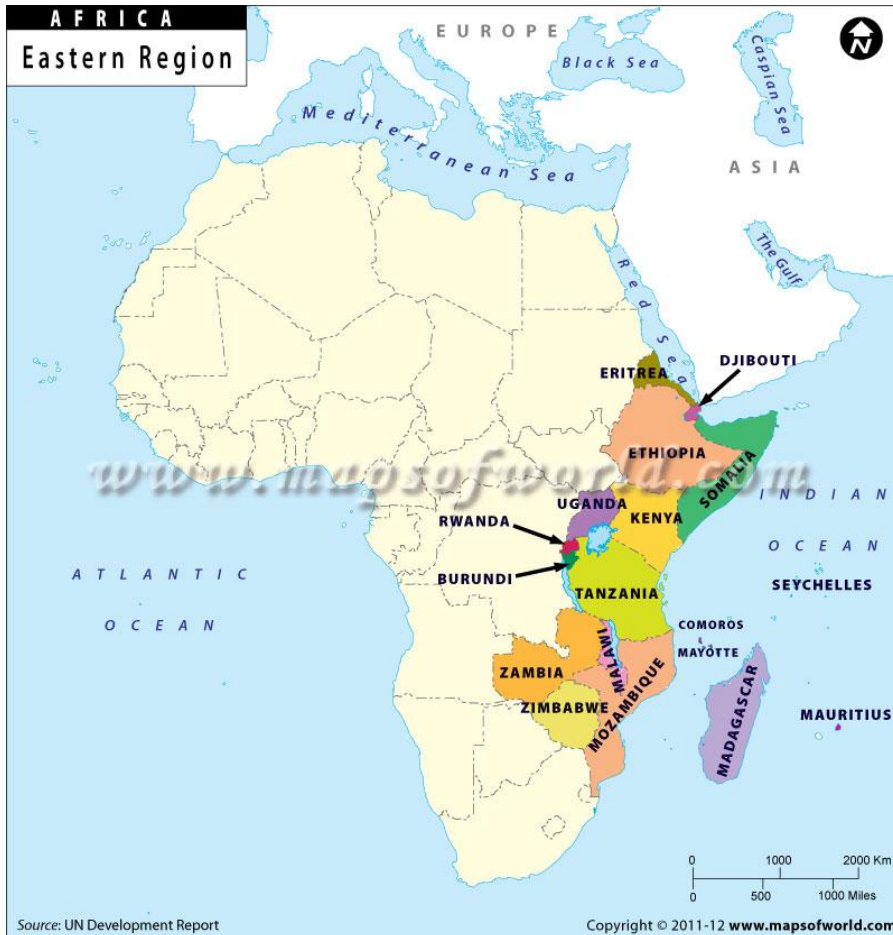 AFRICA
Eastern Region
EUROPE
N
Black Sea
Caspian Sea
Mediterranean Sea
ASIA
The Gulf
Red Sea
DJIBOUTI
ERITREA
ETHIOPIA
SOMALIA
www.mapsofworld.com
UGANDA
KENYA
INDIAN
OCEAN
RWANDA
BURUNDI
ATLANTIC
OCEAN
TANZANIA
SEYCHELLES
COMOROS
MAYOTTE
MALAWI
ZAMBIA
MOZAMBIQUE
ZIMBABWE
MADAGASCAR
MAURITIUS
0 1000 2000 Km
0 500 1000 Miles
Source: UN Development Report
Copyright © 2011-12 www.mapsofworld.com